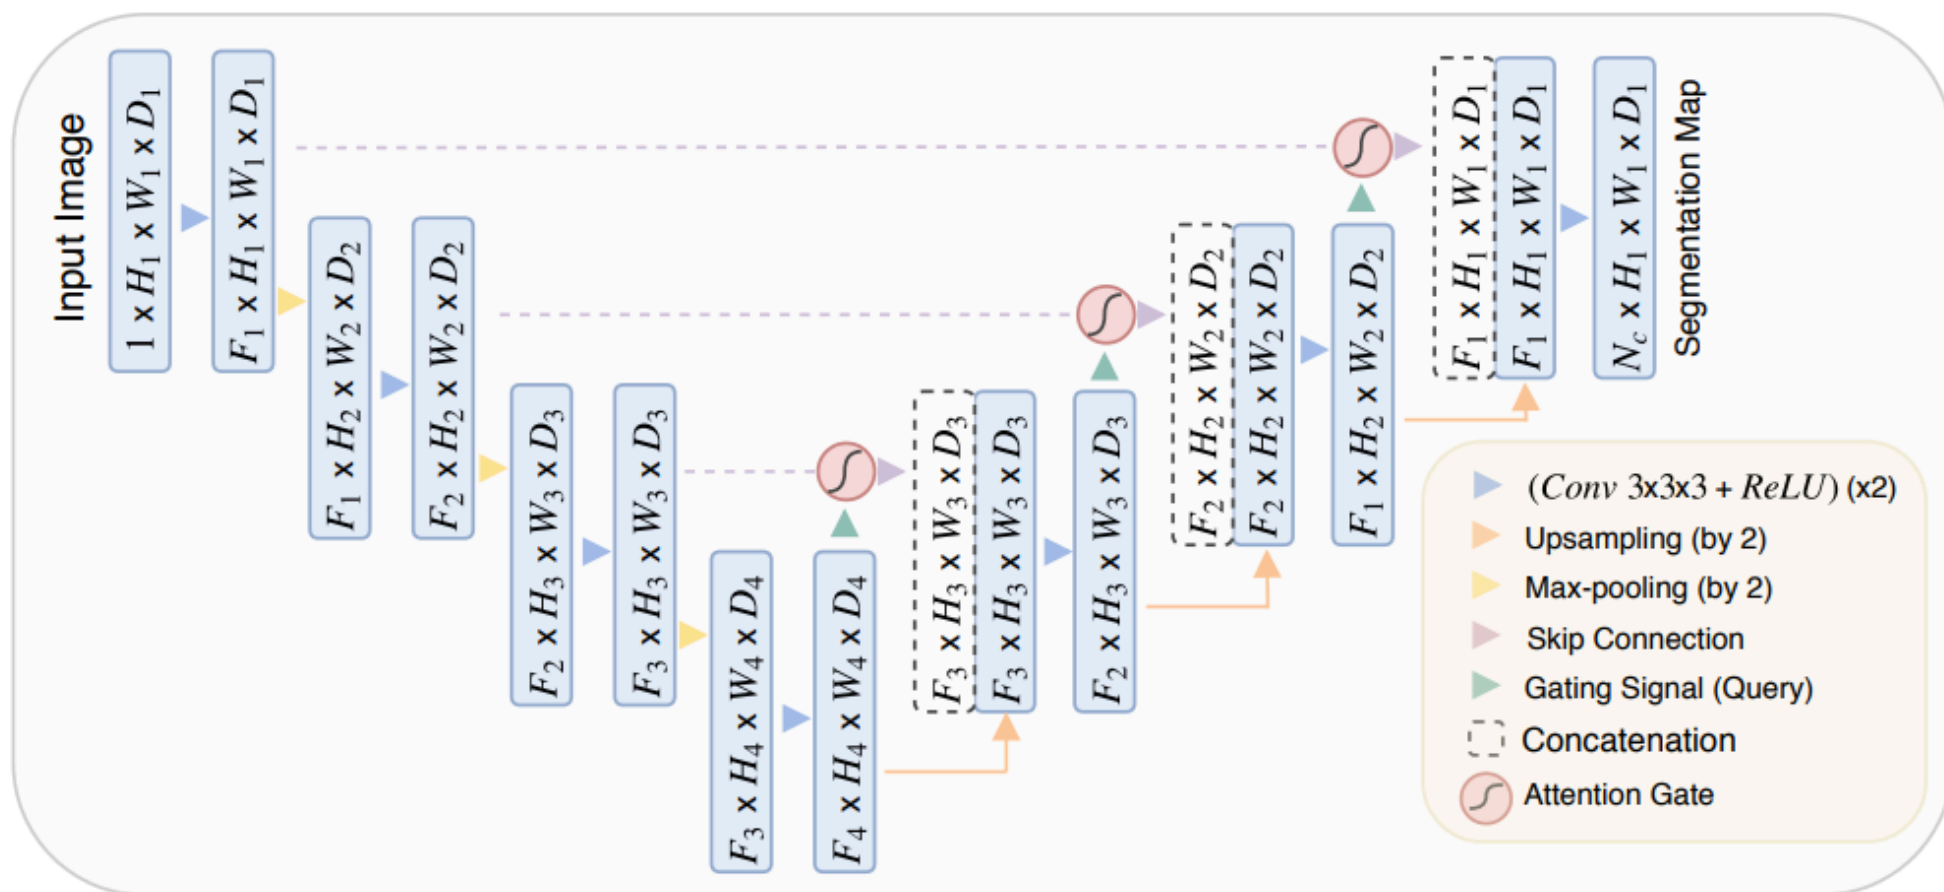 Input Image
1 x H₁ x W₁ x D₁
F₁ x H₁ x W₁ x D₁
F₁ x H₂ x W₂ x D₂
F₂ x H₂ x W₂ x D₂
F₂ x H₃ x W₃ x D₃
F₃ x H₃ x W₃ x D₃
F₃ x H₄ x W₄ x D₄
F₄ x H₄ x W₄ x D₄
F₃ x H₃ x W₃ x D₃
F₃ x H₃ x W₃ x D₃
F₂ x H₃ x W₃ x D₃
F₂ x H₂ x W₂ x D₂
F₂ x H₂ x W₂ x D₂
F₁ x H₂ x W₂ x D₂
F₁ x H₁ x W₁ x D₁
F₁ x H₁ x W₁ x D₁
N_c x H₁ x W₁ x D₁
Segmentation Map
(Conv 3x3x3 + ReLU) (x2)
Upsampling (by 2)
Max-pooling (by 2)
Skip Connection
Gating Signal (Query)
Concatenation
Attention Gate